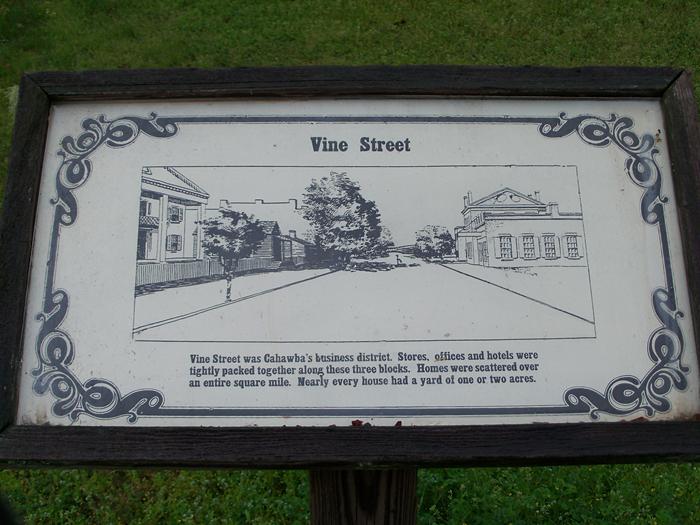 Vine Street
Vine Street was Cahawba's business district. Stores, offices and hotels were
tightly packed together along these three blocks. Homes were scattered over
an entire square mile. Nearly every house had a yard of one or two acres.